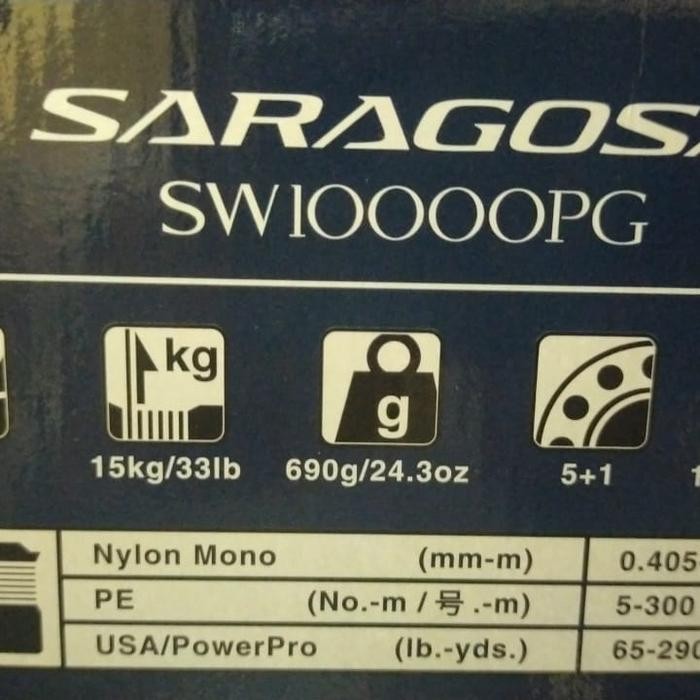 SARAGOSA
SW10000PG
kg
g
15kg/33lb
690g/24.3oz
5+1
Nylon Mono (mm-m) 0.405
PE (No.-m / 号.-m) 5-300
USA/PowerPro (lb.-yds.) 65-290